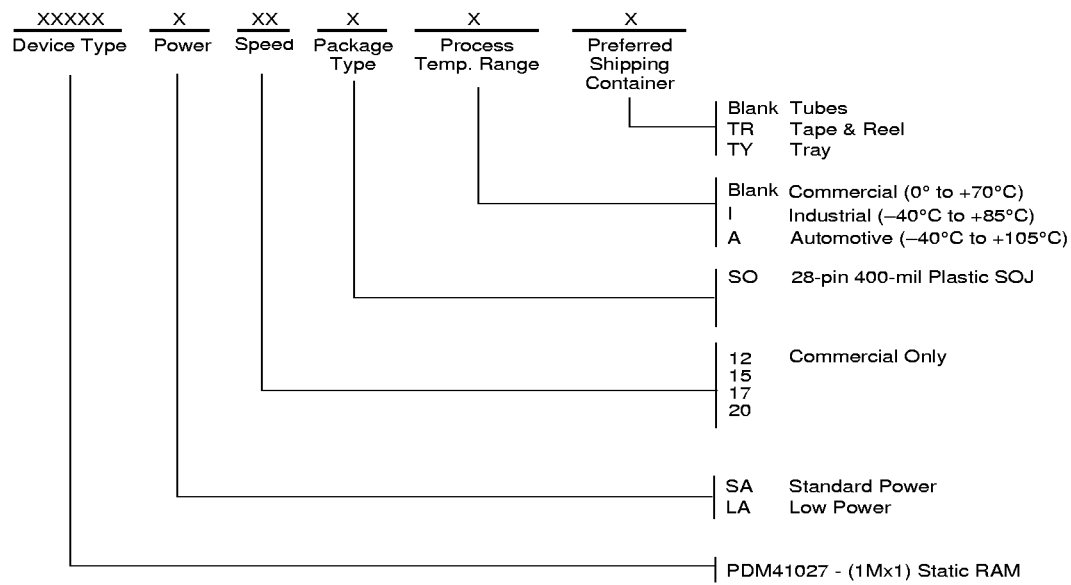 XXXXX X XX X X X
Device Type Power Speed Package Process Preferred
Type Temp. Range Shipping
Container
Blank Tubes
TR Tape & Reel
TY Tray
Blank Commercial (0° to +70°C)
I Industrial (–40°C to +85°C)
A Automotive (–40°C to +105°C)
SO 28-pin 400-mil Plastic SOJ
12 Commercial Only
15
17
20
SA Standard Power
LA Low Power
PDM41027 - (1Mx1) Static RAM